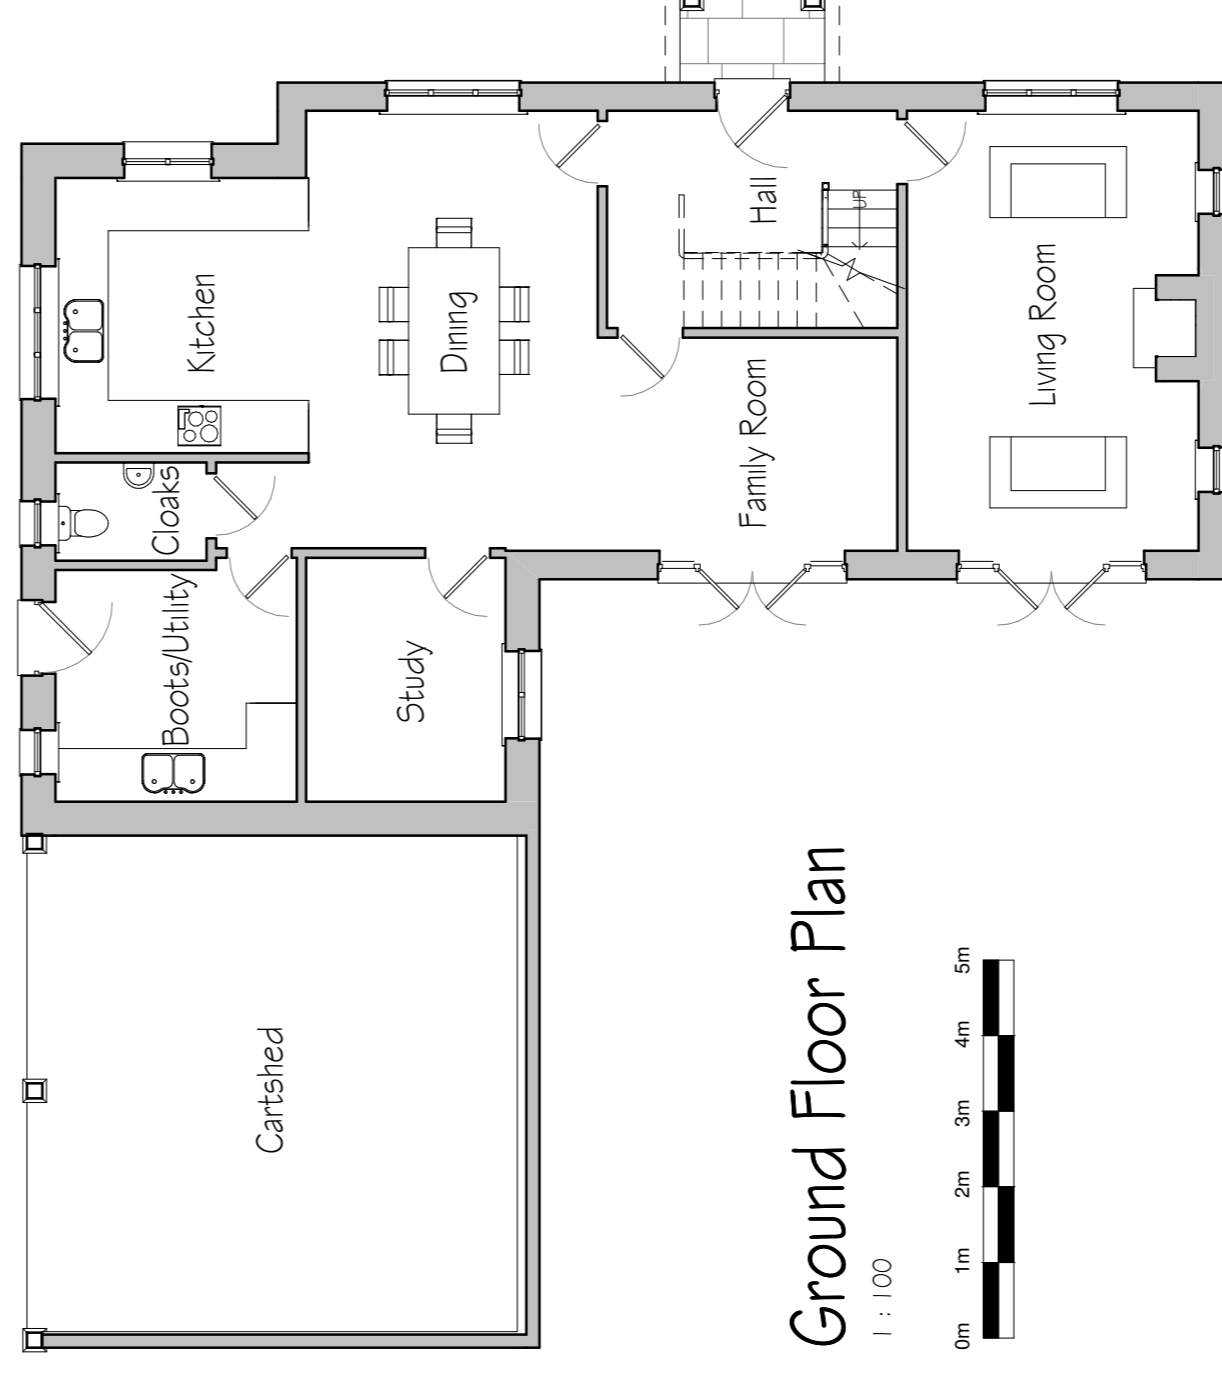 Hall
UP
Kitchen
Dining
Living Room
Family Room
Cloaks
Boots/Utility
Study
Cartshed
Ground Floor Plan
1 : 100
0m 1m 2m 3m 4m 5m